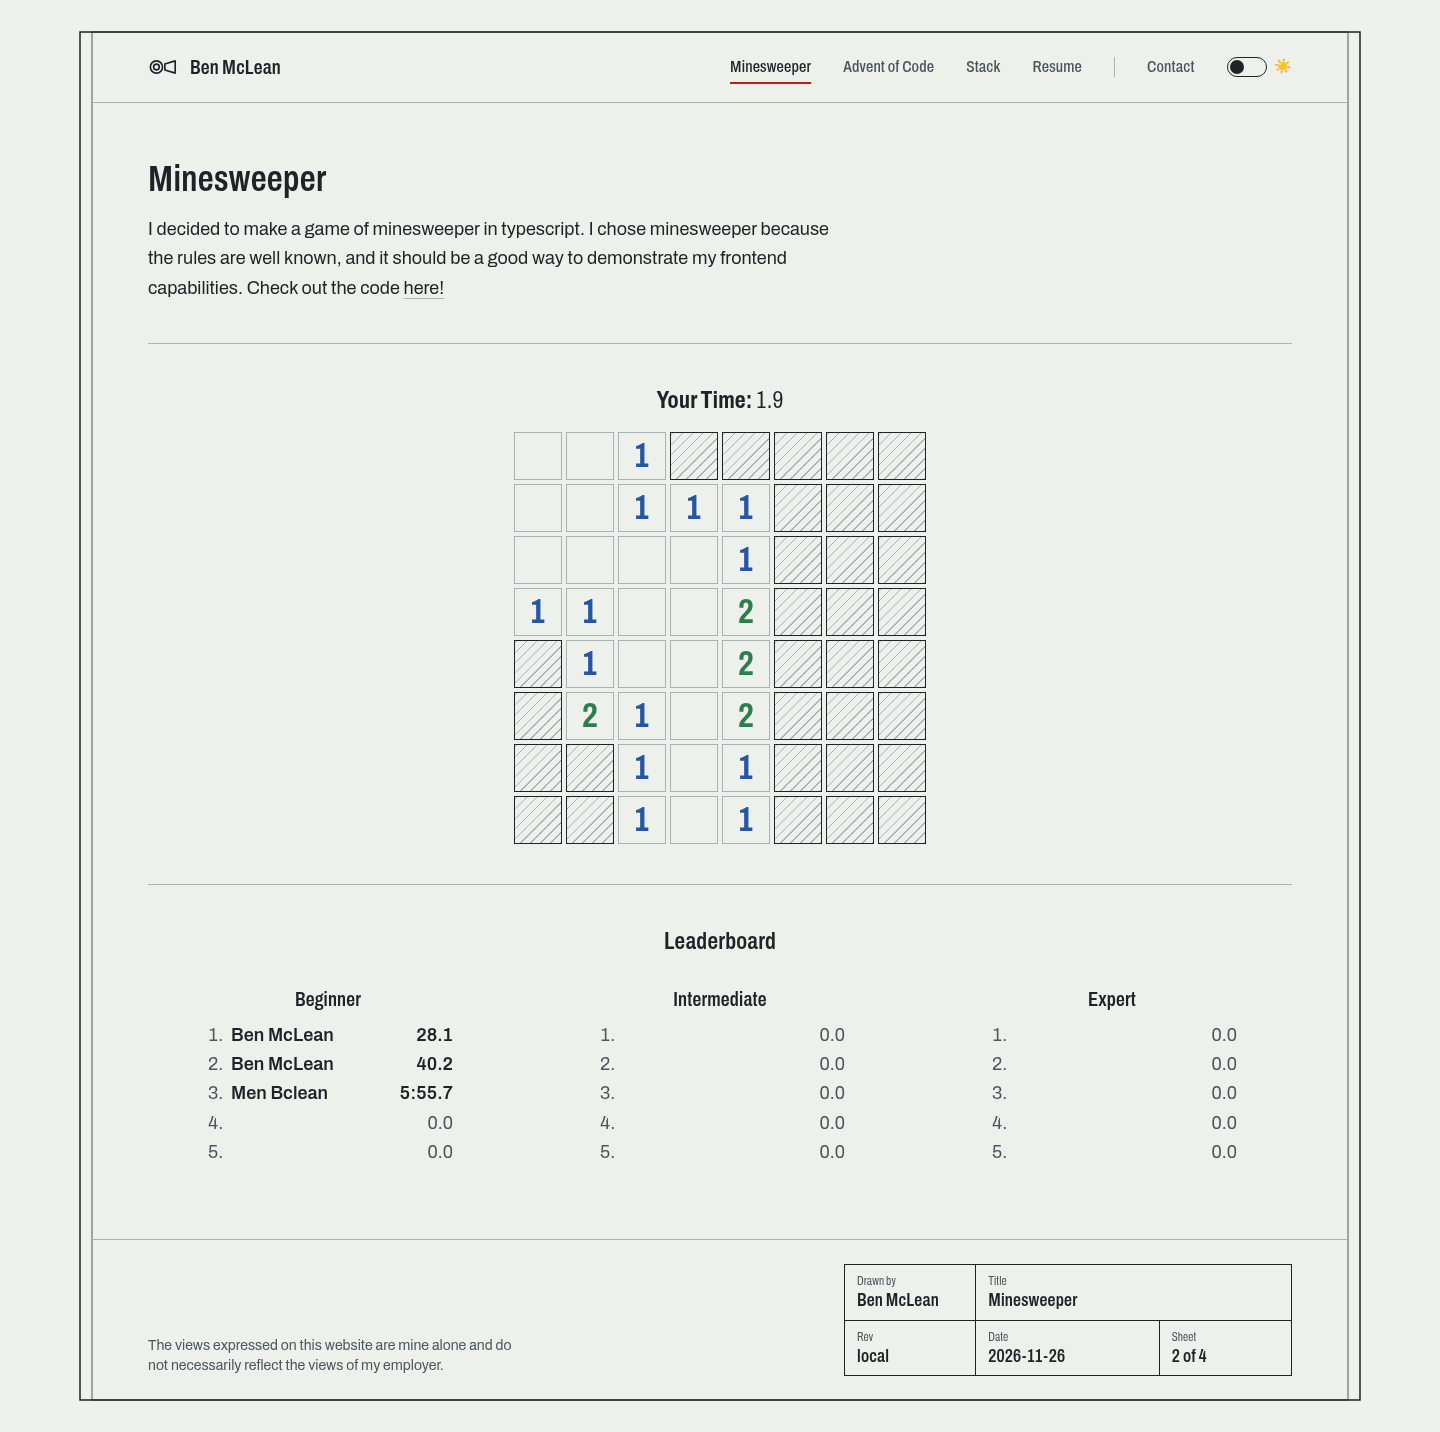 Ben McLean
Minesweeper Advent of Code Stack Resume Contact
Minesweeper
I decided to make a game of minesweeper in typescript. I chose minesweeper because
the rules are well known, and it should be a good way to demonstrate my frontend
capabilities. Check out the code here!
Your Time: 1.9
1
1 1 1
1
1 1 2
1 2
2 1 2
1 1
1 1
Leaderboard
Beginner
1. Ben McLean 28.1
2. Ben McLean 40.2
3. Men Bclean 5:55.7
4. 0.0
5. 0.0
Intermediate
1. 0.0
2. 0.0
3. 0.0
4. 0.0
5. 0.0
Expert
1. 0.0
2. 0.0
3. 0.0
4. 0.0
5. 0.0
The views expressed on this website are mine alone and do
not necessarily reflect the views of my employer.
Drawn by
Ben McLean
Title
Minesweeper
Rev
local
Date
2026-11-26
Sheet
2 of 4